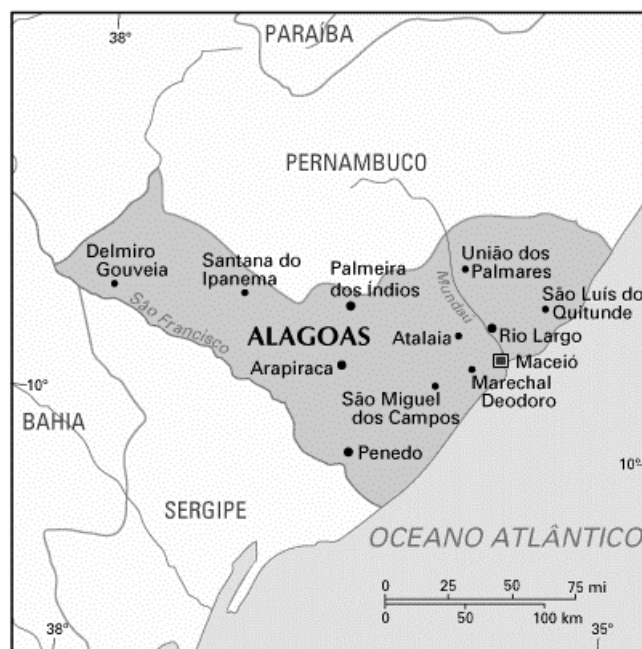 38°
PARAÍBA
PERNAMBUCO
Delmiro
Gouveia
Santana do
Ipanema
Palmeira
dos Índios
União dos
Palmares
São Luís do
Quitunde
Mundau
São Francisco
ALAGOAS
Atalaia
Rio Largo
Maceió
Arapiraca
Marechal
Deodoro
São Miguel
dos Campos
10°
BAHIA
Penedo
10°
SERGIPE
OCEANO ATLÂNTICO
0 25 50 75 mi
0 50 100 km
38°
35°